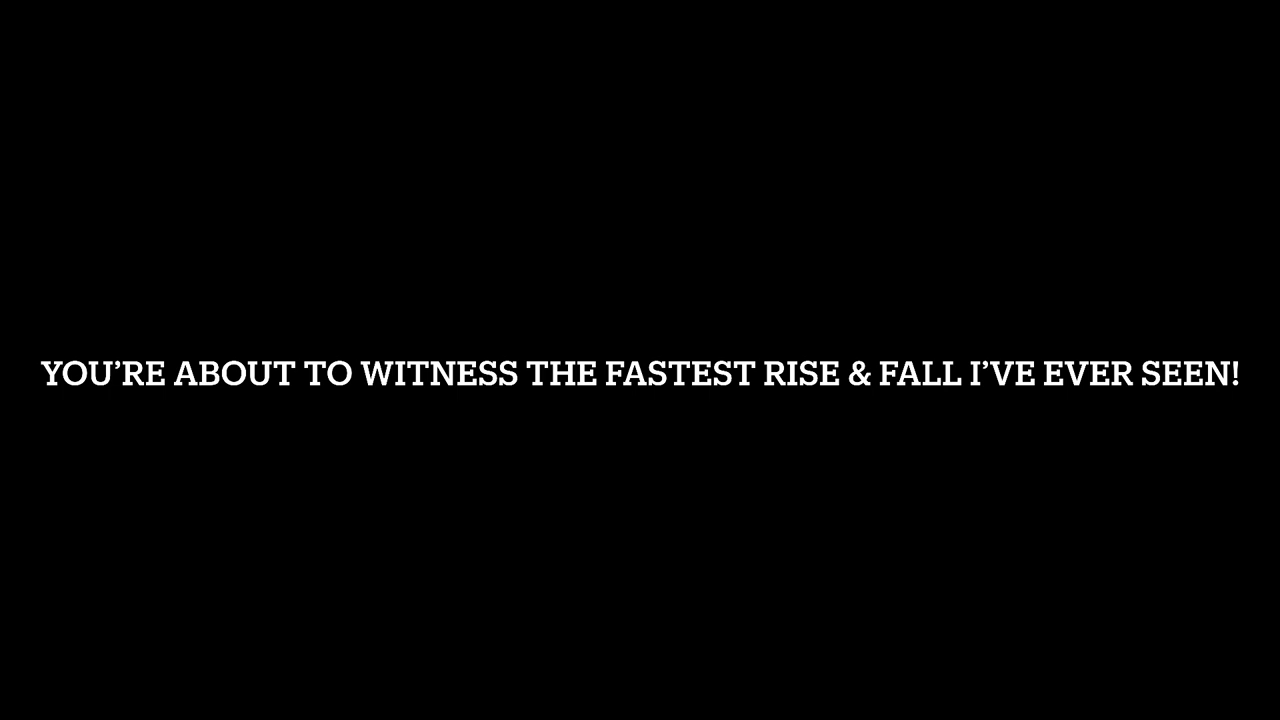 YOU’RE ABOUT TO WITNESS THE FASTEST RISE & FALL I’VE EVER SEEN!